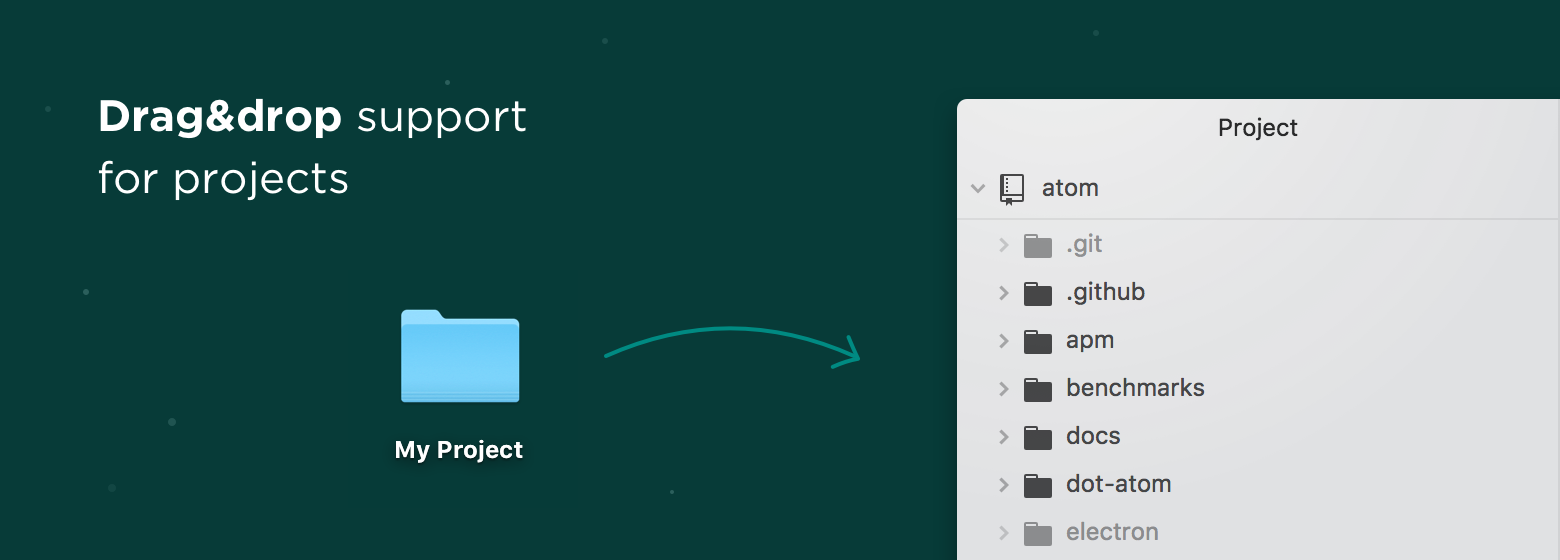 Drag&drop support
for projects
My Project
Project
atom
.git
.github
apm
benchmarks
docs
dot-atom
electron